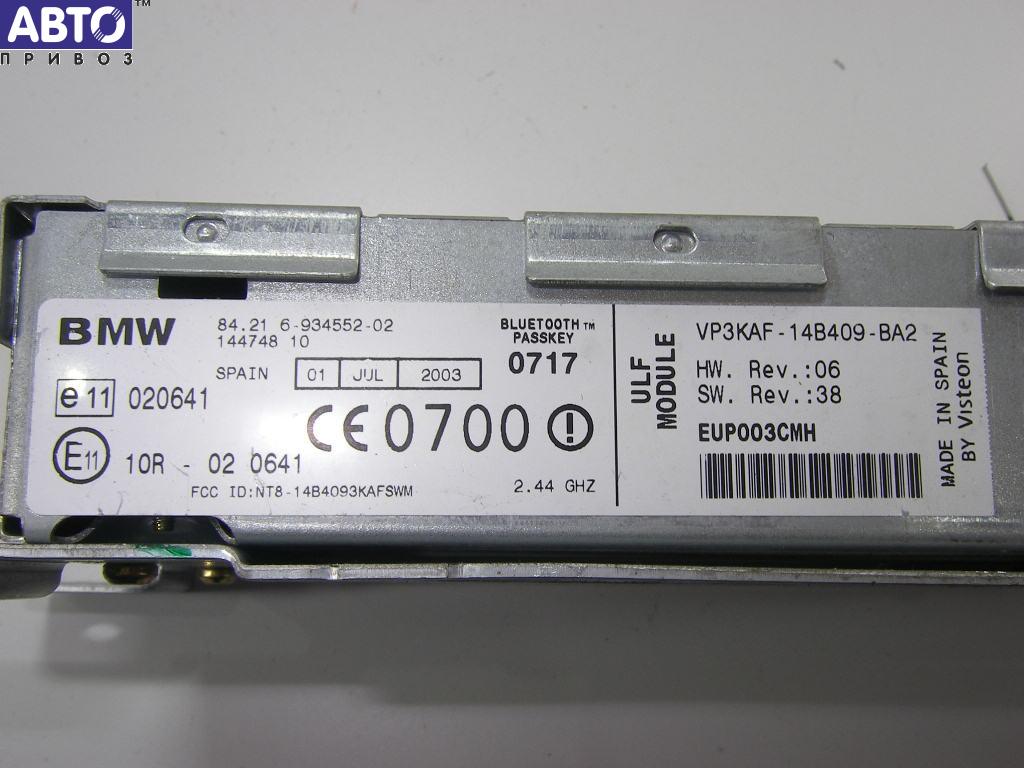 АВТО™
ПРИВОЗ
BMW
84.21 6-934552-02
144748 10
SPAIN 01 JUL 2003
BLUETOOTH™
PASSKEY
0717
e 11 020641
CE0700
E11 10R - 02 0641
FCC ID:NT8-14B4093KAFSWM
2.44 GHZ
ULF
MODULE
VP3KAF-14B409-BA2
HW. Rev.:06
SW. Rev.:38
EUP003CMH
MADE IN SPAIN
BY Visteon